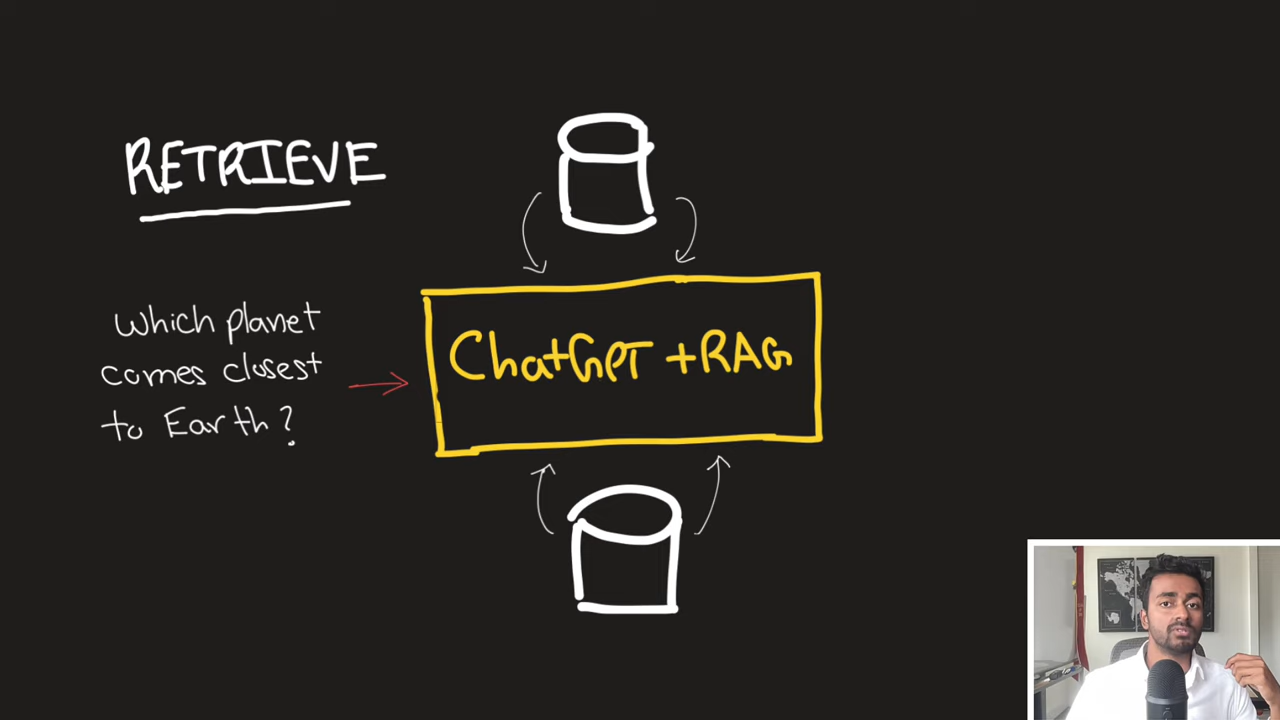 RETRIEVE
Which planet
comes closest
to Earth?
ChatGPT +RAG